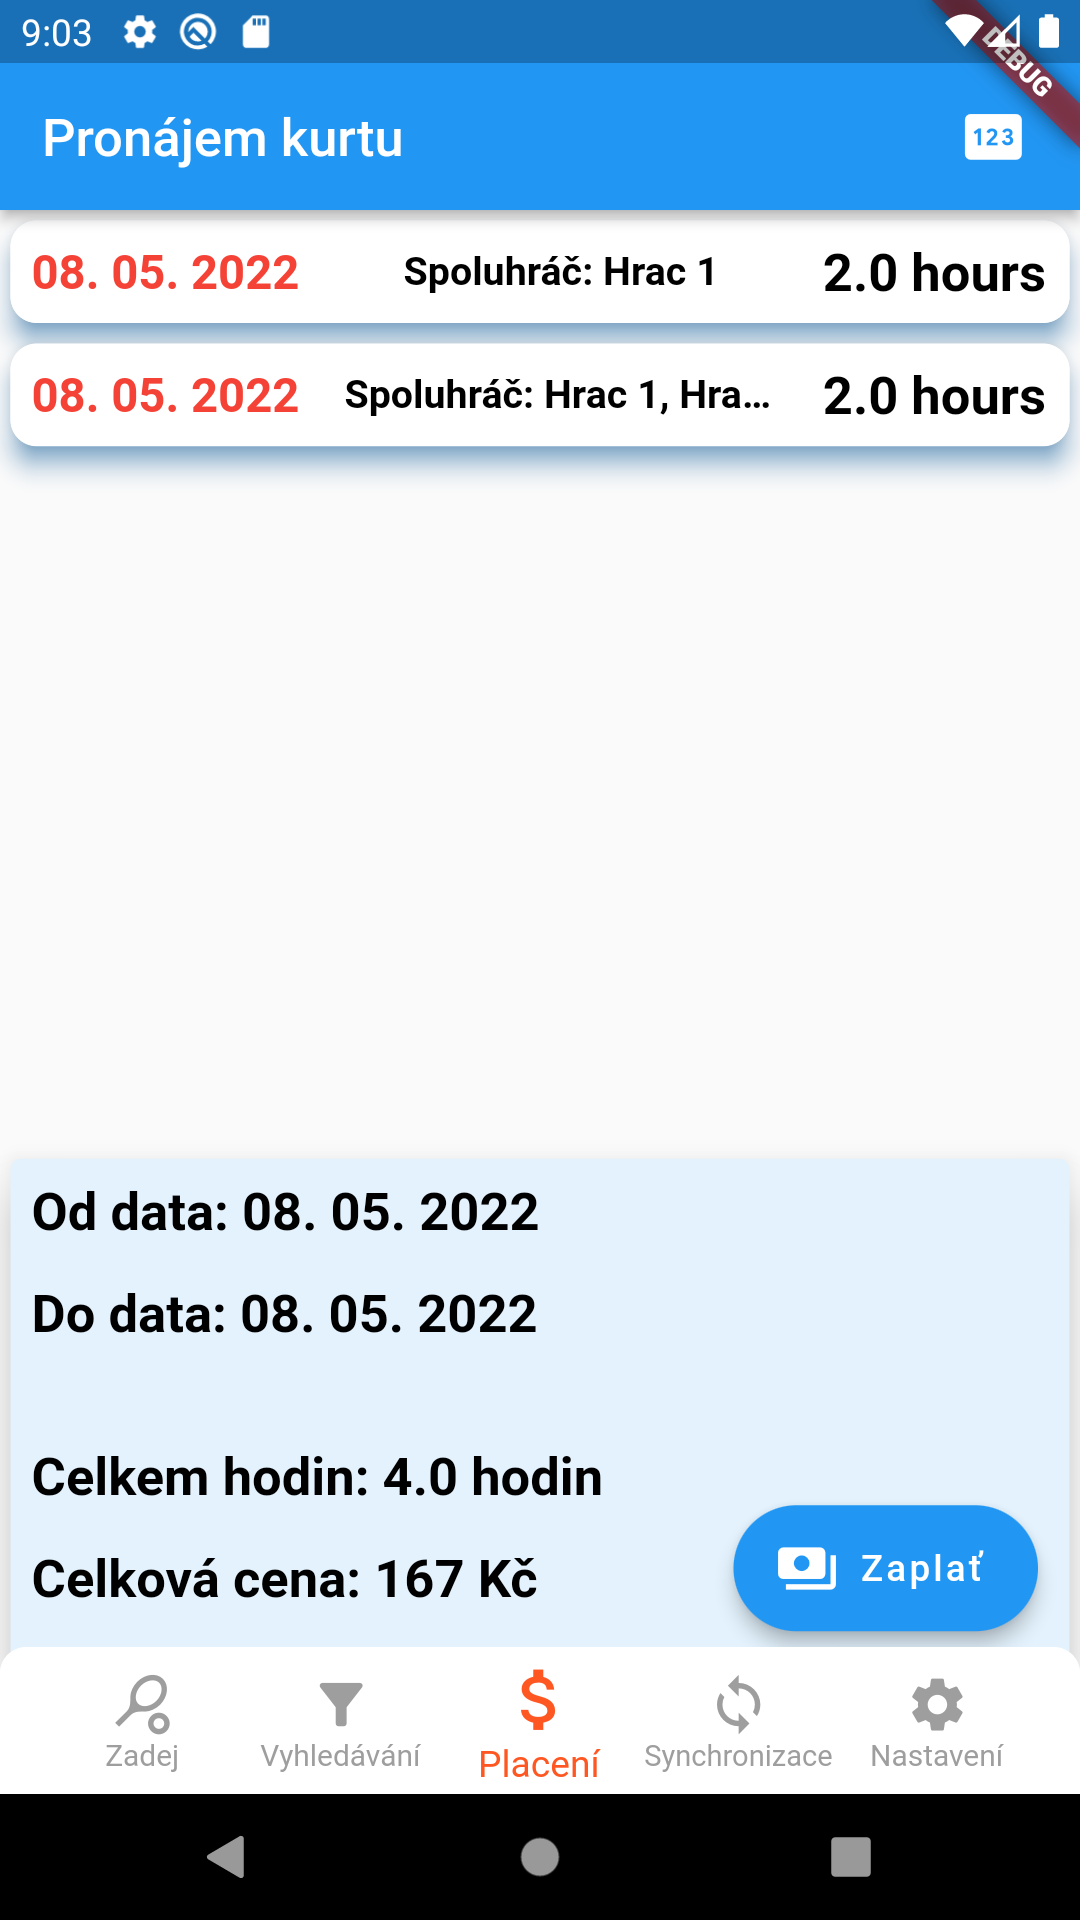 9:03
DEBUG
Pronájem kurtu
123
08. 05. 2022 Spoluhráč: Hrac 1 2.0 hours
08. 05. 2022 Spoluhráč: Hrac 1, Hra... 2.0 hours
Od data: 08. 05. 2022
Do data: 08. 05. 2022
Celkem hodin: 4.0 hodin
Celková cena: 167 Kč
Zaplať
Zadej Vyhledávání Placení Synchronizace Nastavení